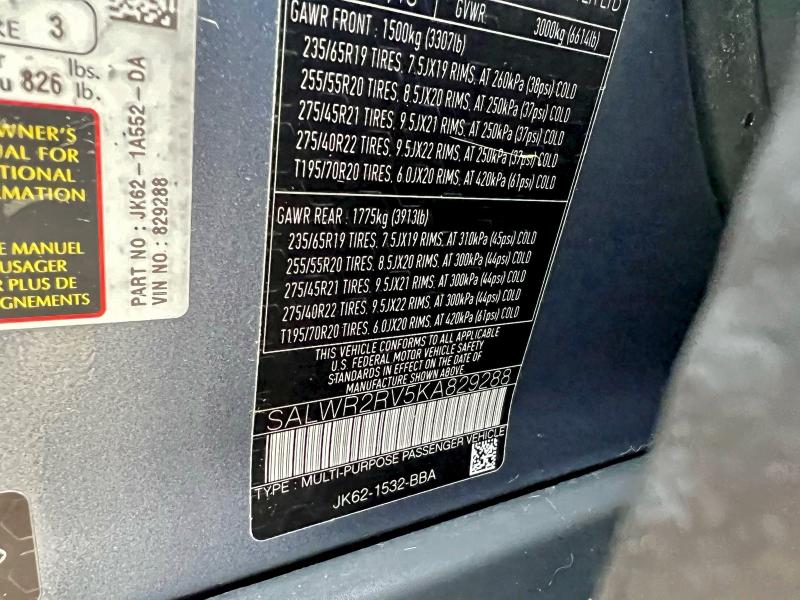 RE 3
826 lbs.
lb.
OWNER'S
UAL FOR
TIONAL
RMATION
E MANUEL
USAGER
R PLUS DE
GNEMENTS
PART NO : JK62-1A552-DA
VIN NO : 829288
GVWR: 3000kg (6614lb)
GAWR FRONT : 1500kg (3307lb)
235/65R19 TIRES, 7.5JX19 RIMS, AT 260kPa (38psi) COLD
255/55R20 TIRES, 8.5JX20 RIMS, AT 250kPa (37psi) COLD
275/45R21 TIRES, 9.5JX21 RIMS, AT 250kPa (37psi) COLD
275/40R22 TIRES, 9.5JX22 RIMS, AT 250kPa (37psi) COLD
T195/70R20 TIRES, 6.0JX20 RIMS, AT 420kPa (61psi) COLD
GAWR REAR : 1775kg (3913lb)
235/65R19 TIRES, 7.5JX19 RIMS, AT 310kPa (45psi) COLD
255/55R20 TIRES, 8.5JX20 RIMS, AT 300kPa (44psi) COLD
275/45R21 TIRES, 9.5JX21 RIMS, AT 300kPa (44psi) COLD
275/40R22 TIRES, 9.5JX22 RIMS, AT 300kPa (44psi) COLD
T195/70R20 TIRES, 6.0JX20 RIMS, AT 420kPa (61psi) COLD
THIS VEHICLE CONFORMS TO ALL APPLICABLE
U.S. FEDERAL MOTOR VEHICLE SAFETY
STANDARDS IN EFFECT ON THE DATE OF
MANUFACTURE SHOWN ABOVE
SALWR2RV5KA829288
TYPE : MULTI-PURPOSE PASSENGER VEHICLE
JK62-1532-BBA